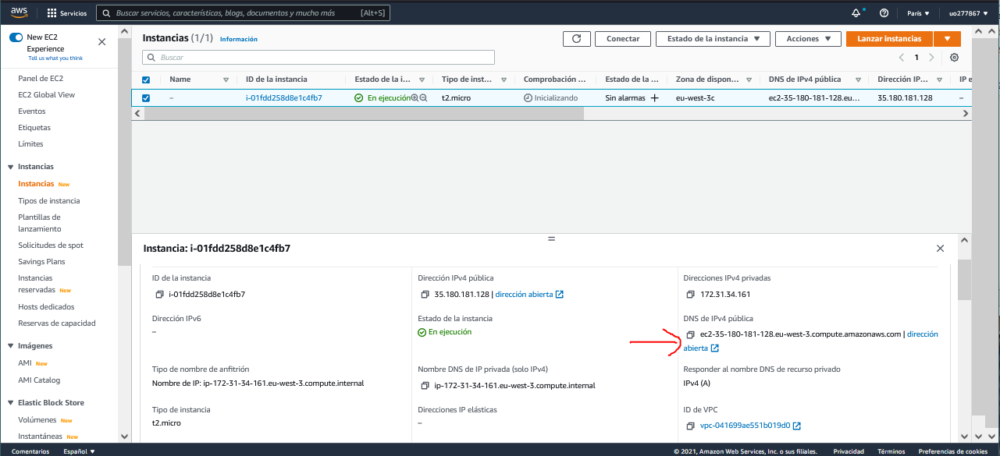 aws
Servicios
Buscar servicios, características, blogs, documentos y mucho más [Alt+S]
París ▼
uo277867 ▼
New EC2
Experience
Tell us what you think
Panel de EC2
EC2 Global View
Eventos
Etiquetas
Límites
Instancias
Instancias New
Tipos de instancia
Plantillas de
lanzamiento
Solicitudes de spot
Savings Plans
Instancias
reservadas New
Hosts dedicados
Reservas de capacidad
Imágenes
AMI New
AMI Catalog
Elastic Block Store
Volúmenes New
Instantáneas New
Instancias (1/1) Información
Conectar
Estado de la instancia ▼
Acciones ▼
Lanzar instancias
Buscar
1
Name
ID de la instancia
Estado de la i...
Tipo de inst...
Comprobación ...
Estado de la ...
Zona de dispon...
DNS de IPv4 pública
Dirección IP...
IP e
–
i-01fdd258d8e1c4fb7
En ejecución
t2.micro
Inicializando
Sin alarmas +
eu-west-3c
ec2-35-180-181-128.eu...
35.180.181.128
–
Instancia: i-01fdd258d8e1c4fb7
ID de la instancia
i-01fdd258d8e1c4fb7
Dirección IPv4 pública
35.180.181.128 | dirección abierta
Direcciones IPv4 privadas
172.31.34.161
Dirección IPv6
–
Estado de la instancia
En ejecución
DNS de IPv4 pública
ec2-35-180-181-128.eu-west-3.compute.amazonaws.com | dirección
abierta
Tipo de nombre de anfitrión
Nombre de IP: ip-172-31-34-161.eu-west-3.compute.internal
Nombre DNS de IP privada (solo IPv4)
ip-172-31-34-161.eu-west-3.compute.internal
Responder al nombre DNS de recurso privado
IPv4 (A)
Tipo de instancia
t2.micro
Direcciones IP elásticas
–
ID de VPC
vpc-041699ae551b019d0
Comentarios
Español ▼
© 2021, Amazon Web Services, Inc. o sus filiales.
Privacidad
Términos
Preferencias de cookies